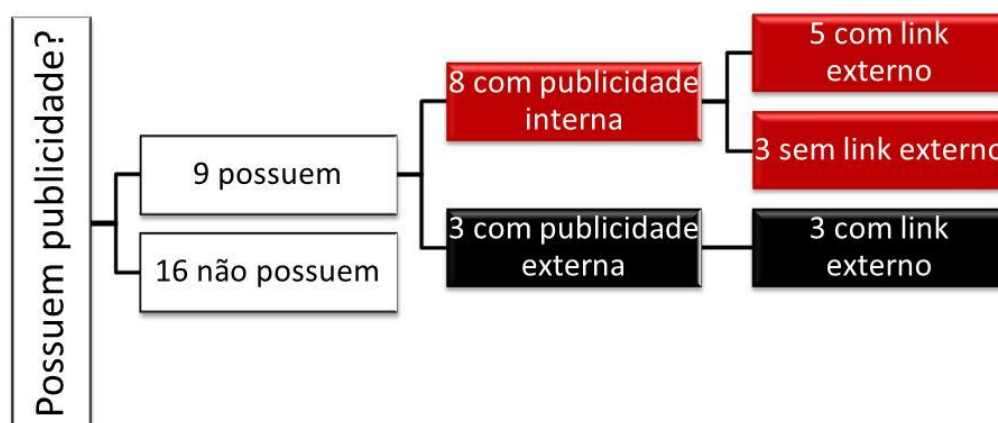 Possuem publicidade?
9 possuem
16 não possuem
8 com publicidade
interna
3 com publicidade
externa
5 com link
externo
3 sem link externo
3 com link
externo